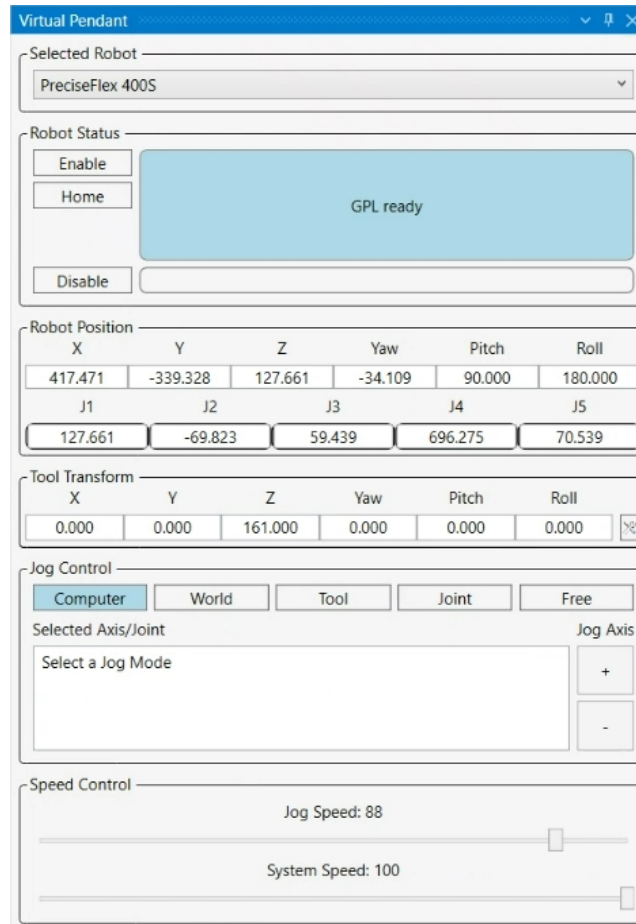 Virtual Pendant
Selected Robot
PreciseFlex 400S
Robot Status
Enable
Home
GPL ready
Disable
Robot Position
X Y Z Yaw Pitch Roll
417.471 -339.328 127.661 -34.109 90.000 180.000
J1 J2 J3 J4 J5
127.661 -69.823 59.439 696.275 70.539
Tool Transform
X Y Z Yaw Pitch Roll
0.000 0.000 161.000 0.000 0.000 0.000
Jog Control
Computer World Tool Joint Free
Selected Axis/Joint Jog Axis
Select a Jog Mode
+
-
Speed Control
Jog Speed: 88
System Speed: 100